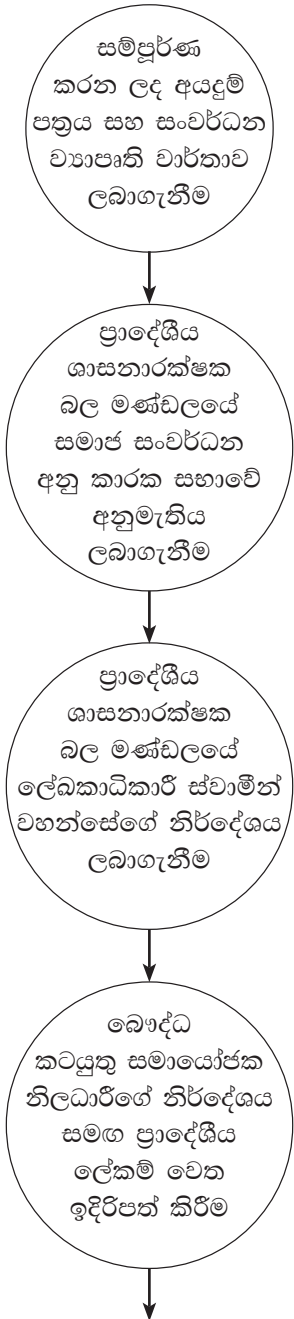 සම්පූර්ණ
කරන ලද අයදුම්
පත්‍රය සහ සංවර්ධන
ව්‍යාපෘති වාර්තාව
ලබාගැනීම
ප්‍රාදේශීය
ශාසනාරක්ෂක
බල මණ්ඩලයේ
සමාජ සංවර්ධන
අනු කාරක සභාවේ
අනුමැතිය
ලබාගැනීම
ප්‍රාදේශීය
ශාසනාරක්ෂක
බල මණ්ඩලයේ
ලේඛකාධිකාරී ස්වාමීන්
වහන්සේගේ නිර්දේශය
ලබාගැනීම
බෞද්ධ
කටයුතු සමායෝජක
නිලධාරීගේ නිර්දේශය
සමඟ ප්‍රාදේශීය
ලේකම් වෙත
ඉදිරිපත් කිරීම